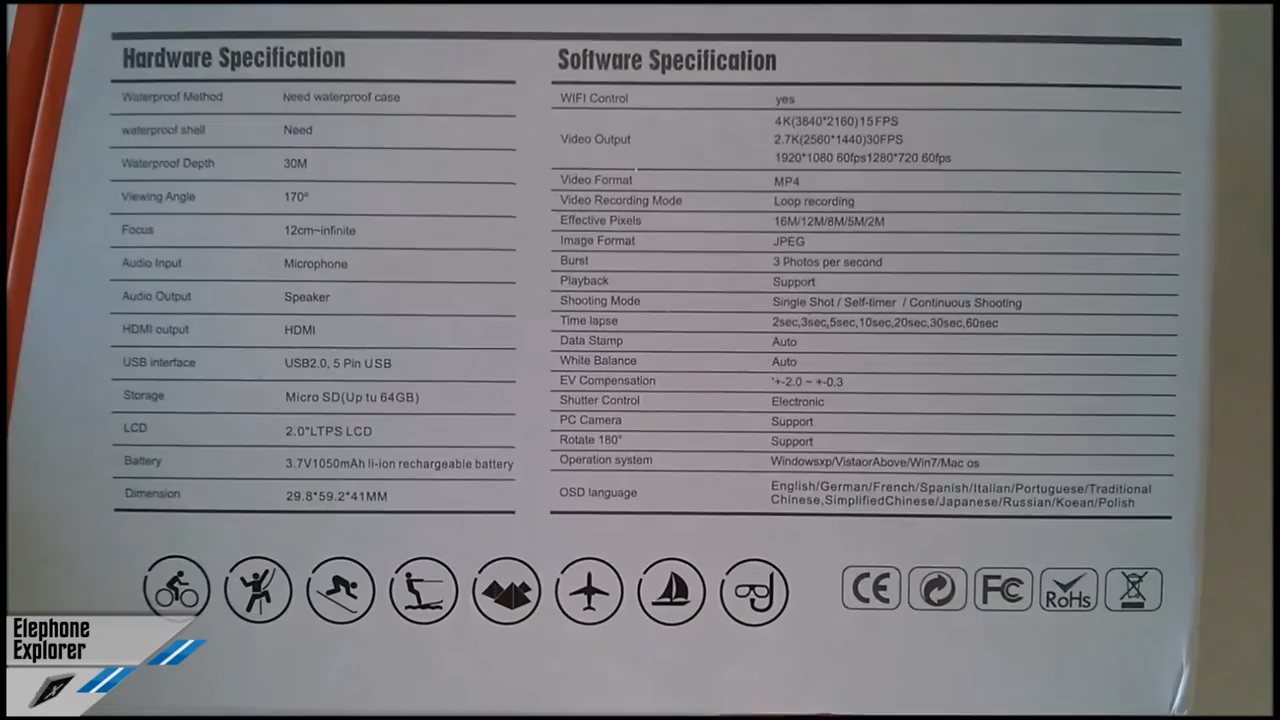 Hardware Specification
Waterproof Method Need waterproof case
waterproof shell Need
Waterproof Depth 30M
Viewing Angle 170°
Focus 12cm~infinite
Audio Input Microphone
Audio Output Speaker
HDMI output HDMI
USB interface USB2.0, 5 Pin USB
Storage Micro SD(Up tu 64GB)
LCD 2.0"LTPS LCD
Battery 3.7V1050mAh li-ion rechargeable battery
Dimension 29.8*59.2*41MM
Software Specification
WIFI Control yes
Video Output 4K(3840*2160)15FPS
2.7K(2560*1440)30FPS
1920*1080 60fps1280*720 60fps
Video Format MP4
Video Recording Mode Loop recording
Effective Pixels 16M/12M/8M/5M/2M
Image Format JPEG
Burst 3 Photos per second
Playback Support
Shooting Mode Single Shot / Self-timer / Continuous Shooting
Time lapse 2sec,3sec,5sec,10sec,20sec,30sec,60sec
Data Stamp Auto
White Balance Auto
EV Compensation '+-2.0 ~ +-0.3
Shutter Control Electronic
PC Camera Support
Rotate 180° Support
Operation system Windowsxp/VistaorAbove/Win7/Mac os
OSD language English/German/French/Spanish/Italian/Portuguese/Traditional
Chinese,SimplifiedChinese/Japanese/Russian/Koean/Polish
CE FC RoHS
Elephone
Explorer
X